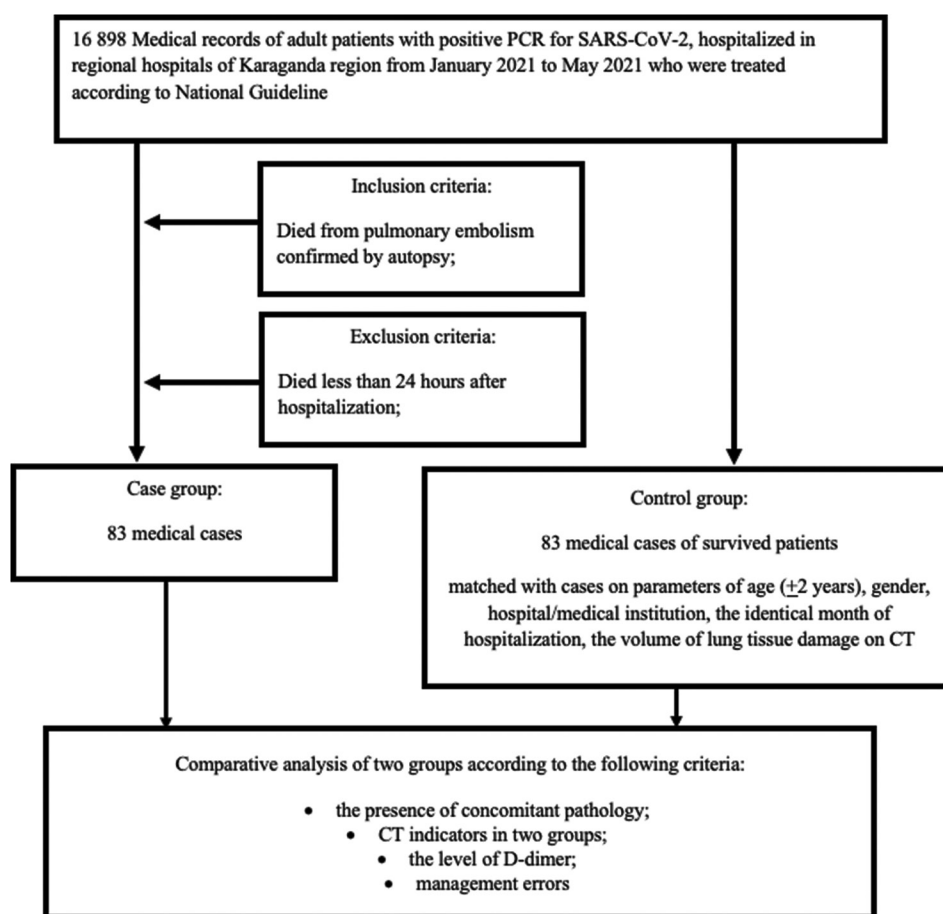 16 898 Medical records of adult patients with positive PCR for SARS-CoV-2, hospitalized in
regional hospitals of Karaganda region from January 2021 to May 2021 who were treated
according to National Guideline
Inclusion criteria:
Died from pulmonary embolism
confirmed by autopsy;
Exclusion criteria:
Died less than 24 hours after
hospitalization;
Case group:
83 medical cases
Control group:
83 medical cases of survived patients
matched with cases on parameters of age (±2 years), gender,
hospital/medical institution, the identical month of
hospitalization, the volume of lung tissue damage on CT
Comparative analysis of two groups according to the following criteria:
• the presence of concomitant pathology;
• CT indicators in two groups;
• the level of D-dimer;
• management errors